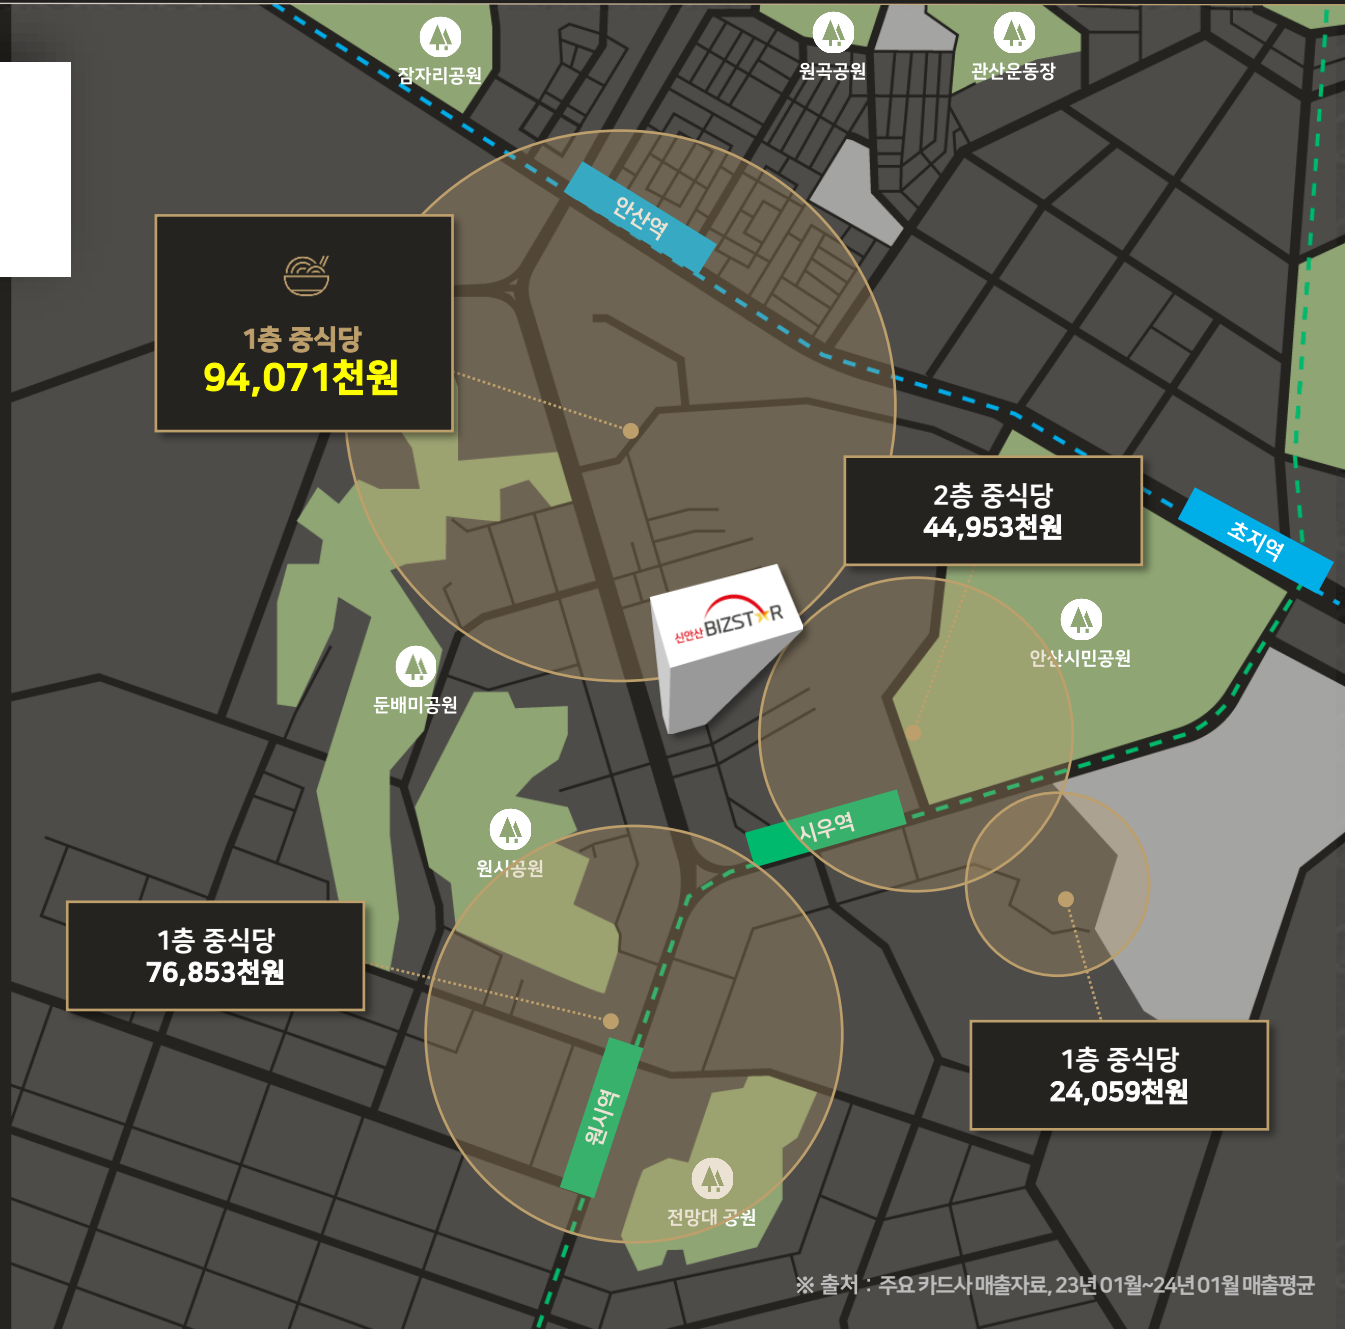 잠자리공원
원곡공원
관산운동장
안산역
1층 중식당
94,071천원
2층 중식당
44,953천원
초지역
신안산 BIZSTAR
안산시민공원
둔배미공원
시우역
원시공원
1층 중식당
76,853천원
1층 중식당
24,059천원
원시역
전망대 공원
※ 출처 : 주요 카드사 매출자료, 23년 01월~24년 01월 매출평균